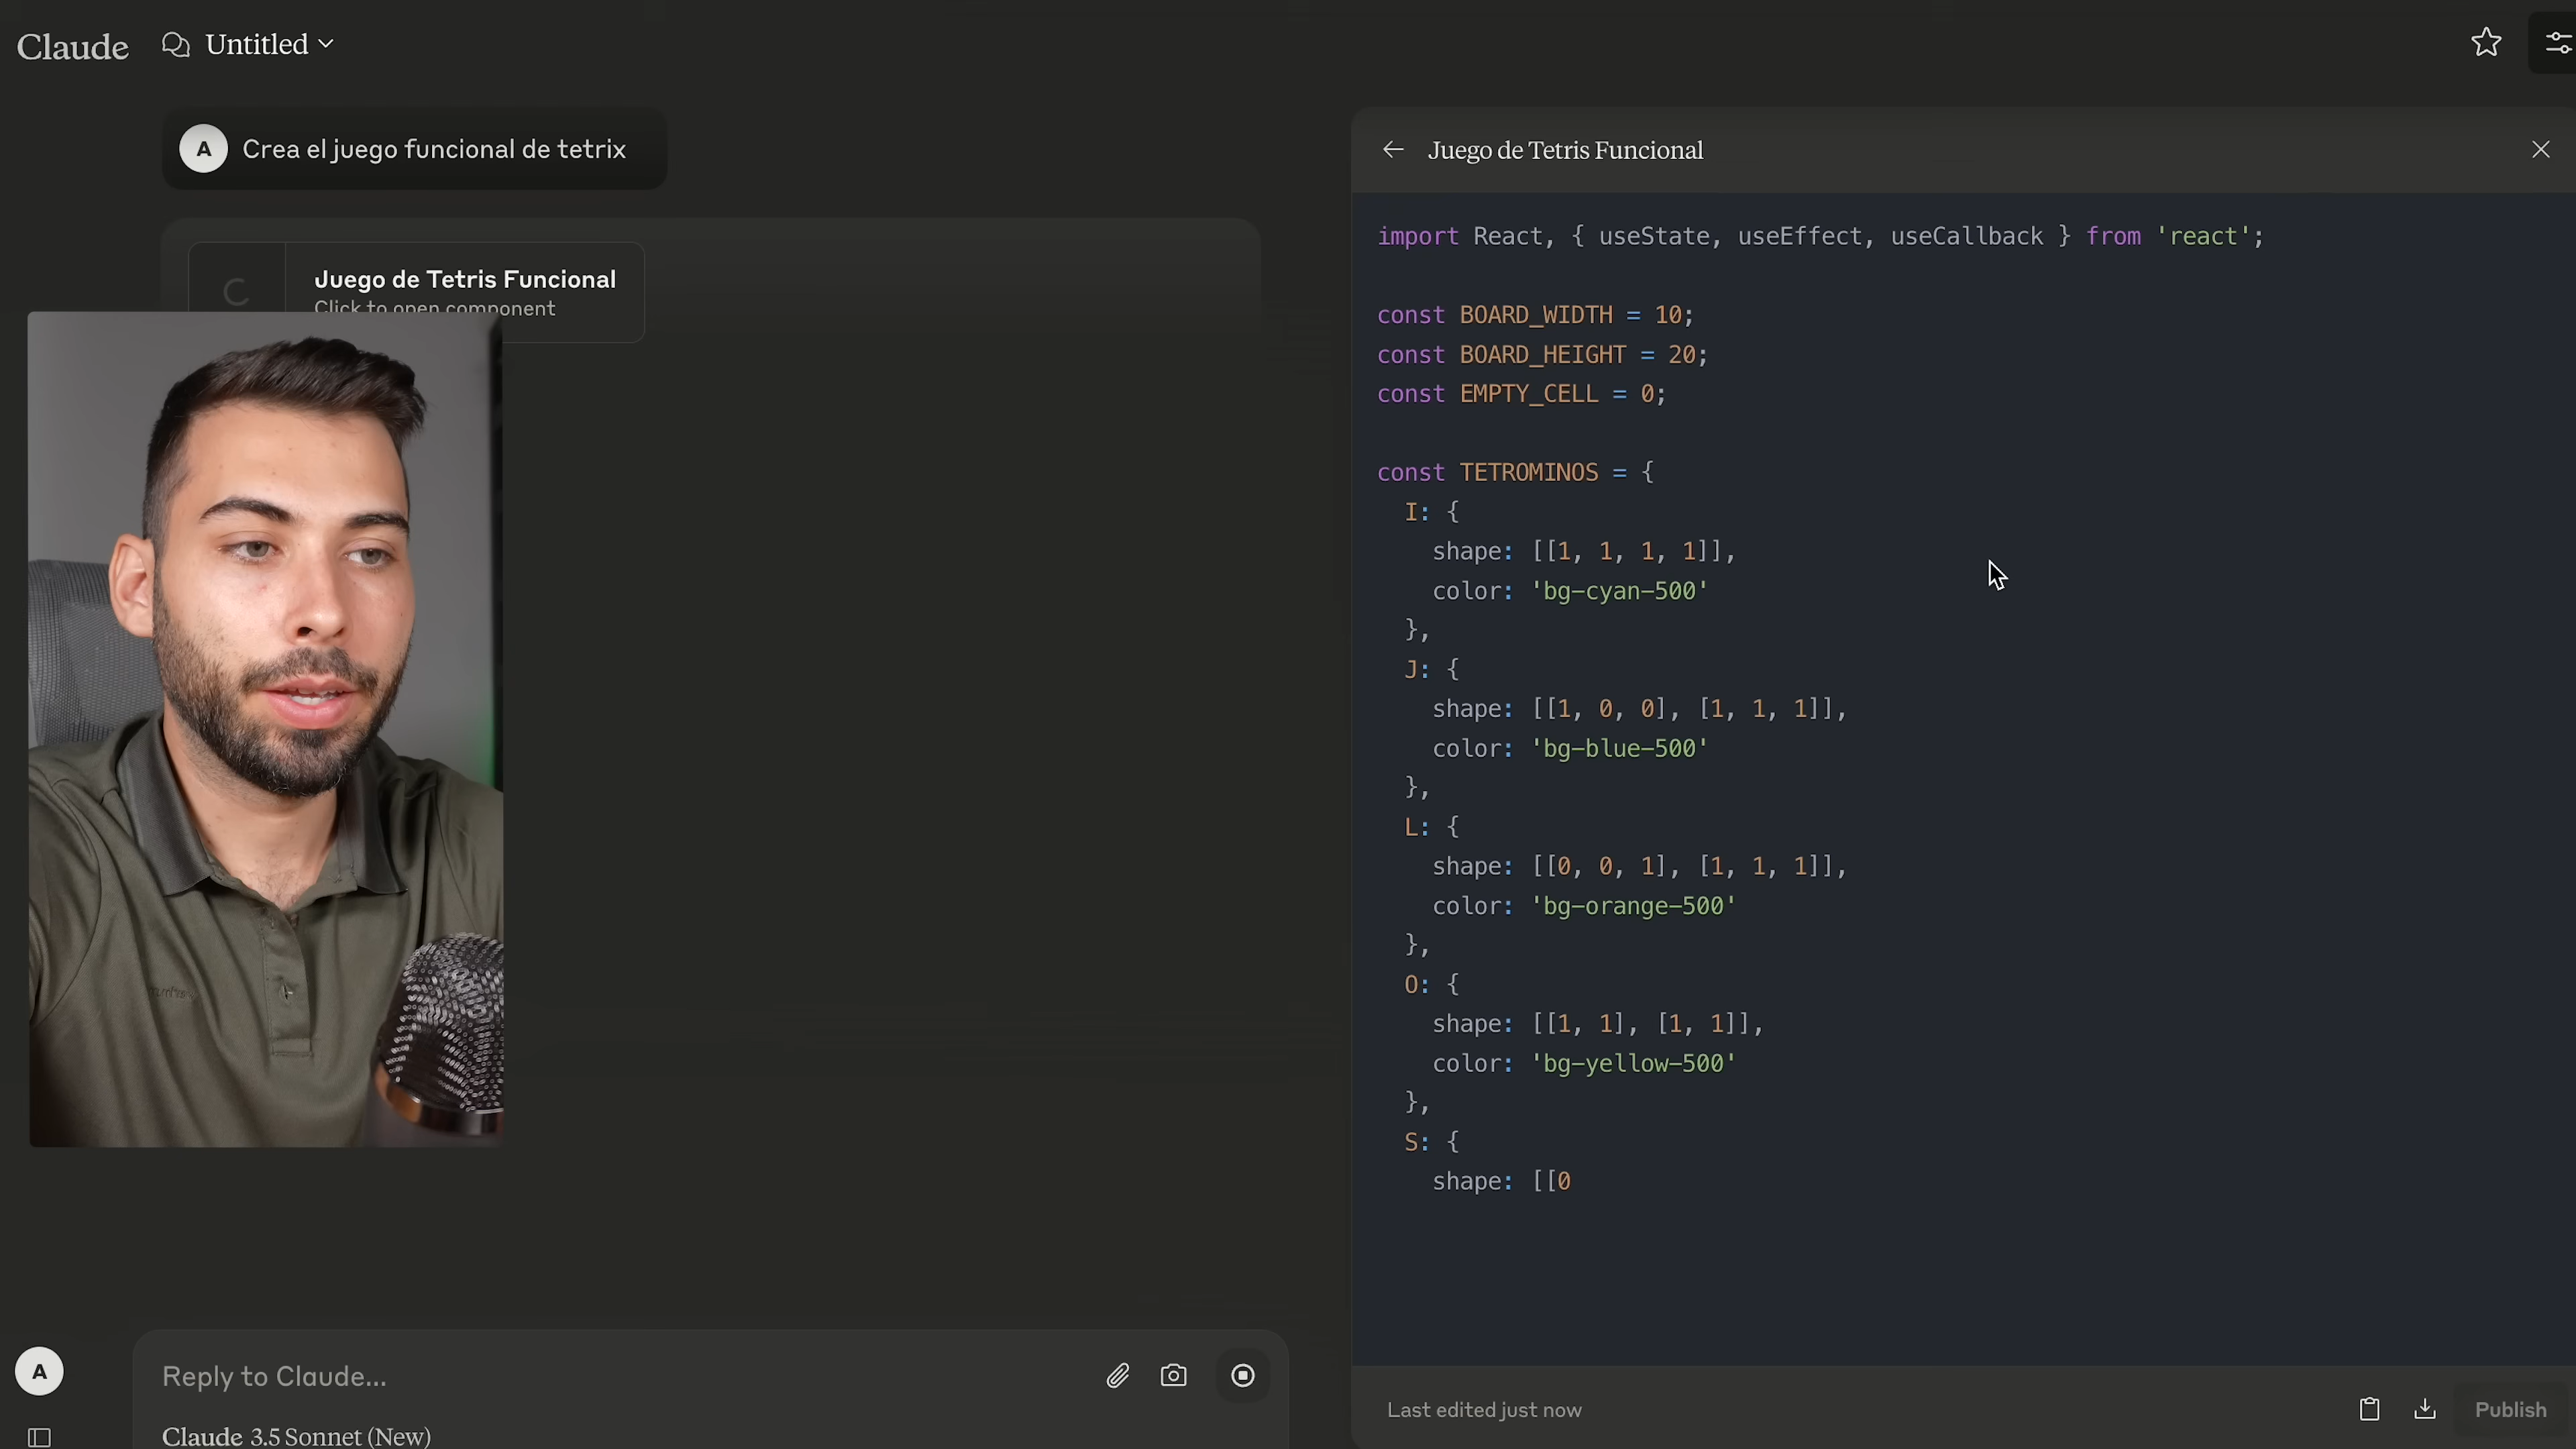 Claude
Untitled
A
Crea el juego funcional de tetrix
Juego de Tetris Funcional
Click to open component
Juego de Tetris Funcional
import React, { useState, useEffect, useCallback } from 'react';
const BOARD_WIDTH = 10;
const BOARD_HEIGHT = 20;
const EMPTY_CELL = 0;
const TETROMINOS = {
I: {
shape: [[1, 1, 1, 1]],
color: 'bg-cyan-500'
},
J: {
shape: [[1, 0, 0], [1, 1, 1]],
color: 'bg-blue-500'
},
L: {
shape: [[0, 0, 1], [1, 1, 1]],
color: 'bg-orange-500'
},
O: {
shape: [[1, 1], [1, 1]],
color: 'bg-yellow-500'
},
S: {
shape: [[0
A
Reply to Claude...
Claude 3.5 Sonnet (New)
Last edited just now
Publish